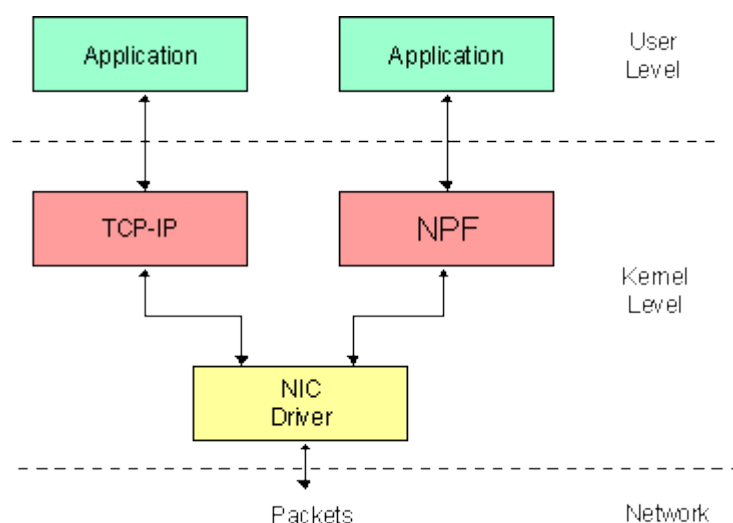 Application
Application
User
Level
TCP-IP
NPF
Kernel
Level
NIC
Driver
Packets
Network